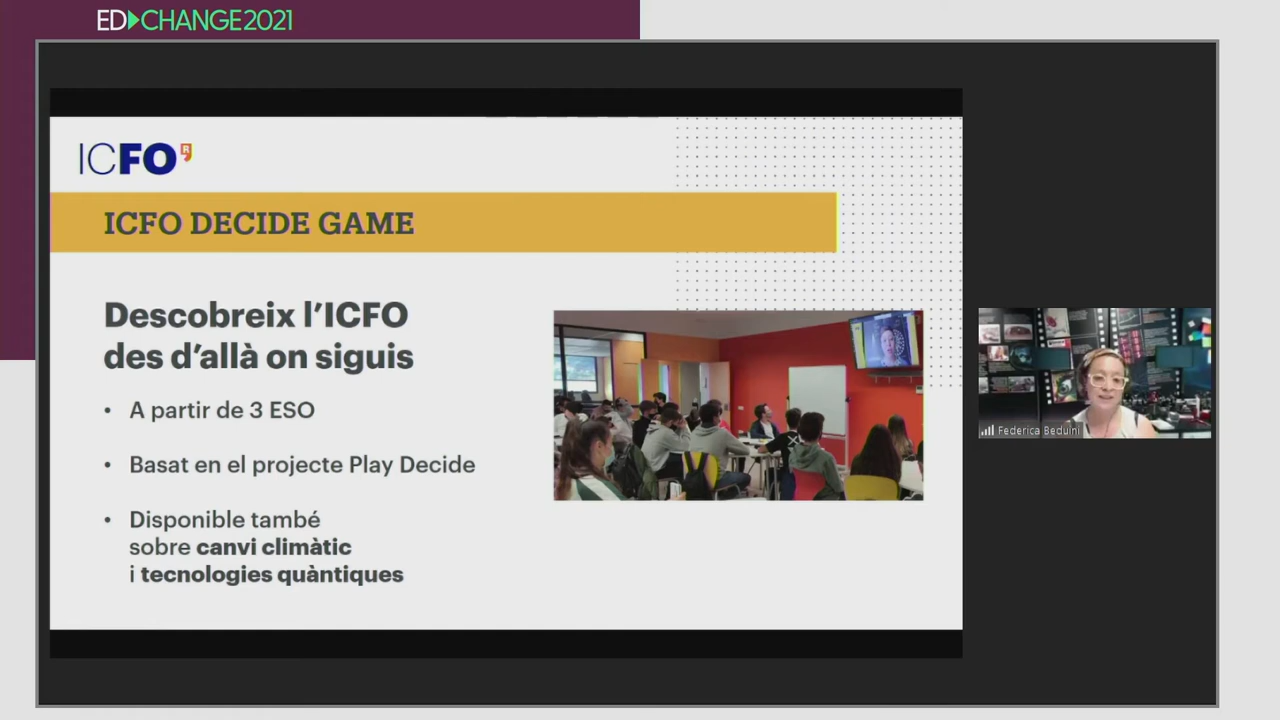 ED▶CHANGE2021
ICFO R
ICFO DECIDE GAME
Descobreix l'ICFO
des d'allà on siguis
• A partir de 3 ESO
• Basat en el projecte Play Decide
• Disponible també
sobre canvi climàtic
i tecnologies quàntiques
Federica Beduini